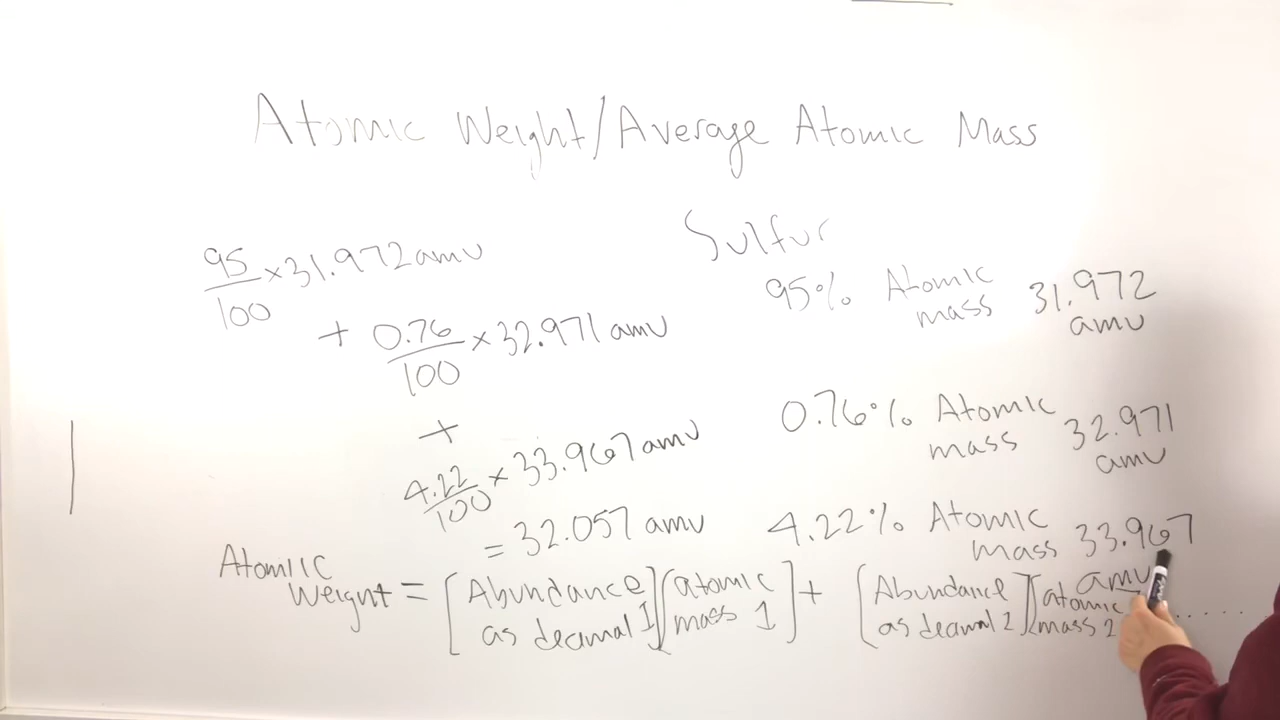 Atomic Weight/Average Atomic Mass
95/100 × 31.972 amu
+ 0.76/100 × 32.971 amu
+
4.22/100 × 33.967 amu
= 32.057 amu
Sulfur
95% Atomic mass 31.972 amu
0.76% Atomic mass 32.971 amu
4.22% Atomic mass 33.967 amu
Atomic Weight = [Abundance as decimal 1][atomic mass 1] + [Abundance as decimal 2][atomic mass 2 .....